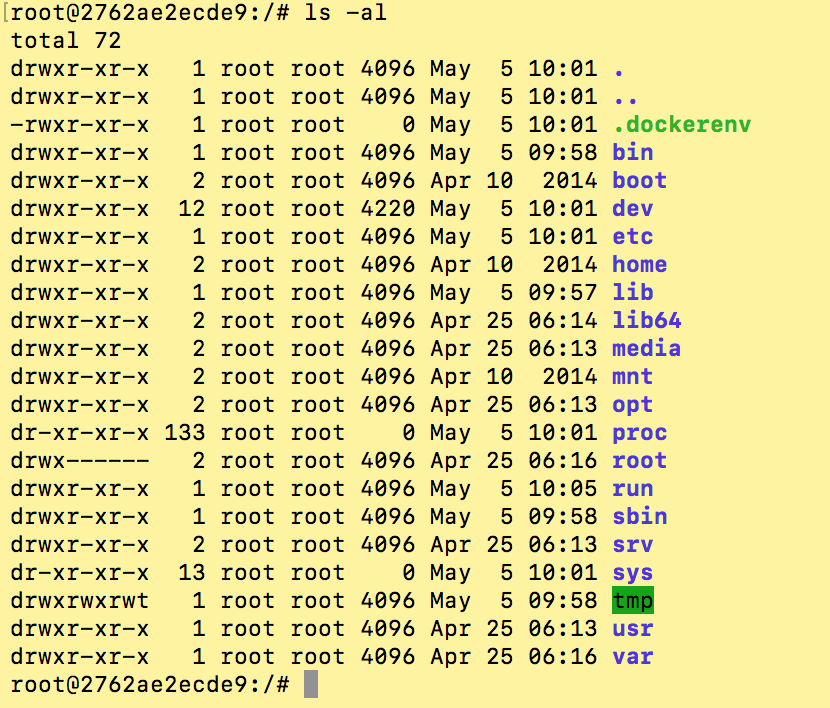 [root@2762ae2ecde9:/# ls -al
total 72
drwxr-xr-x   1 root root 4096 May  5 10:01 .
drwxr-xr-x   1 root root 4096 May  5 10:01 ..
-rwxr-xr-x   1 root root    0 May  5 10:01 .dockerenv
drwxr-xr-x   1 root root 4096 May  5 09:58 bin
drwxr-xr-x   2 root root 4096 Apr 10  2014 boot
drwxr-xr-x  12 root root 4220 May  5 10:01 dev
drwxr-xr-x   1 root root 4096 May  5 10:01 etc
drwxr-xr-x   2 root root 4096 Apr 10  2014 home
drwxr-xr-x   1 root root 4096 May  5 09:57 lib
drwxr-xr-x   2 root root 4096 Apr 25 06:14 lib64
drwxr-xr-x   2 root root 4096 Apr 25 06:13 media
drwxr-xr-x   2 root root 4096 Apr 10  2014 mnt
drwxr-xr-x   2 root root 4096 Apr 25 06:13 opt
dr-xr-xr-x 133 root root    0 May  5 10:01 proc
drwx------   2 root root 4096 Apr 25 06:16 root
drwxr-xr-x   1 root root 4096 May  5 10:05 run
drwxr-xr-x   1 root root 4096 May  5 09:58 sbin
drwxr-xr-x   2 root root 4096 Apr 25 06:13 srv
dr-xr-xr-x  13 root root    0 May  5 10:01 sys
drwxrwxrwt   1 root root 4096 May  5 09:58 tmp
drwxr-xr-x   1 root root 4096 Apr 25 06:13 usr
drwxr-xr-x   1 root root 4096 Apr 25 06:16 var
root@2762ae2ecde9:/#